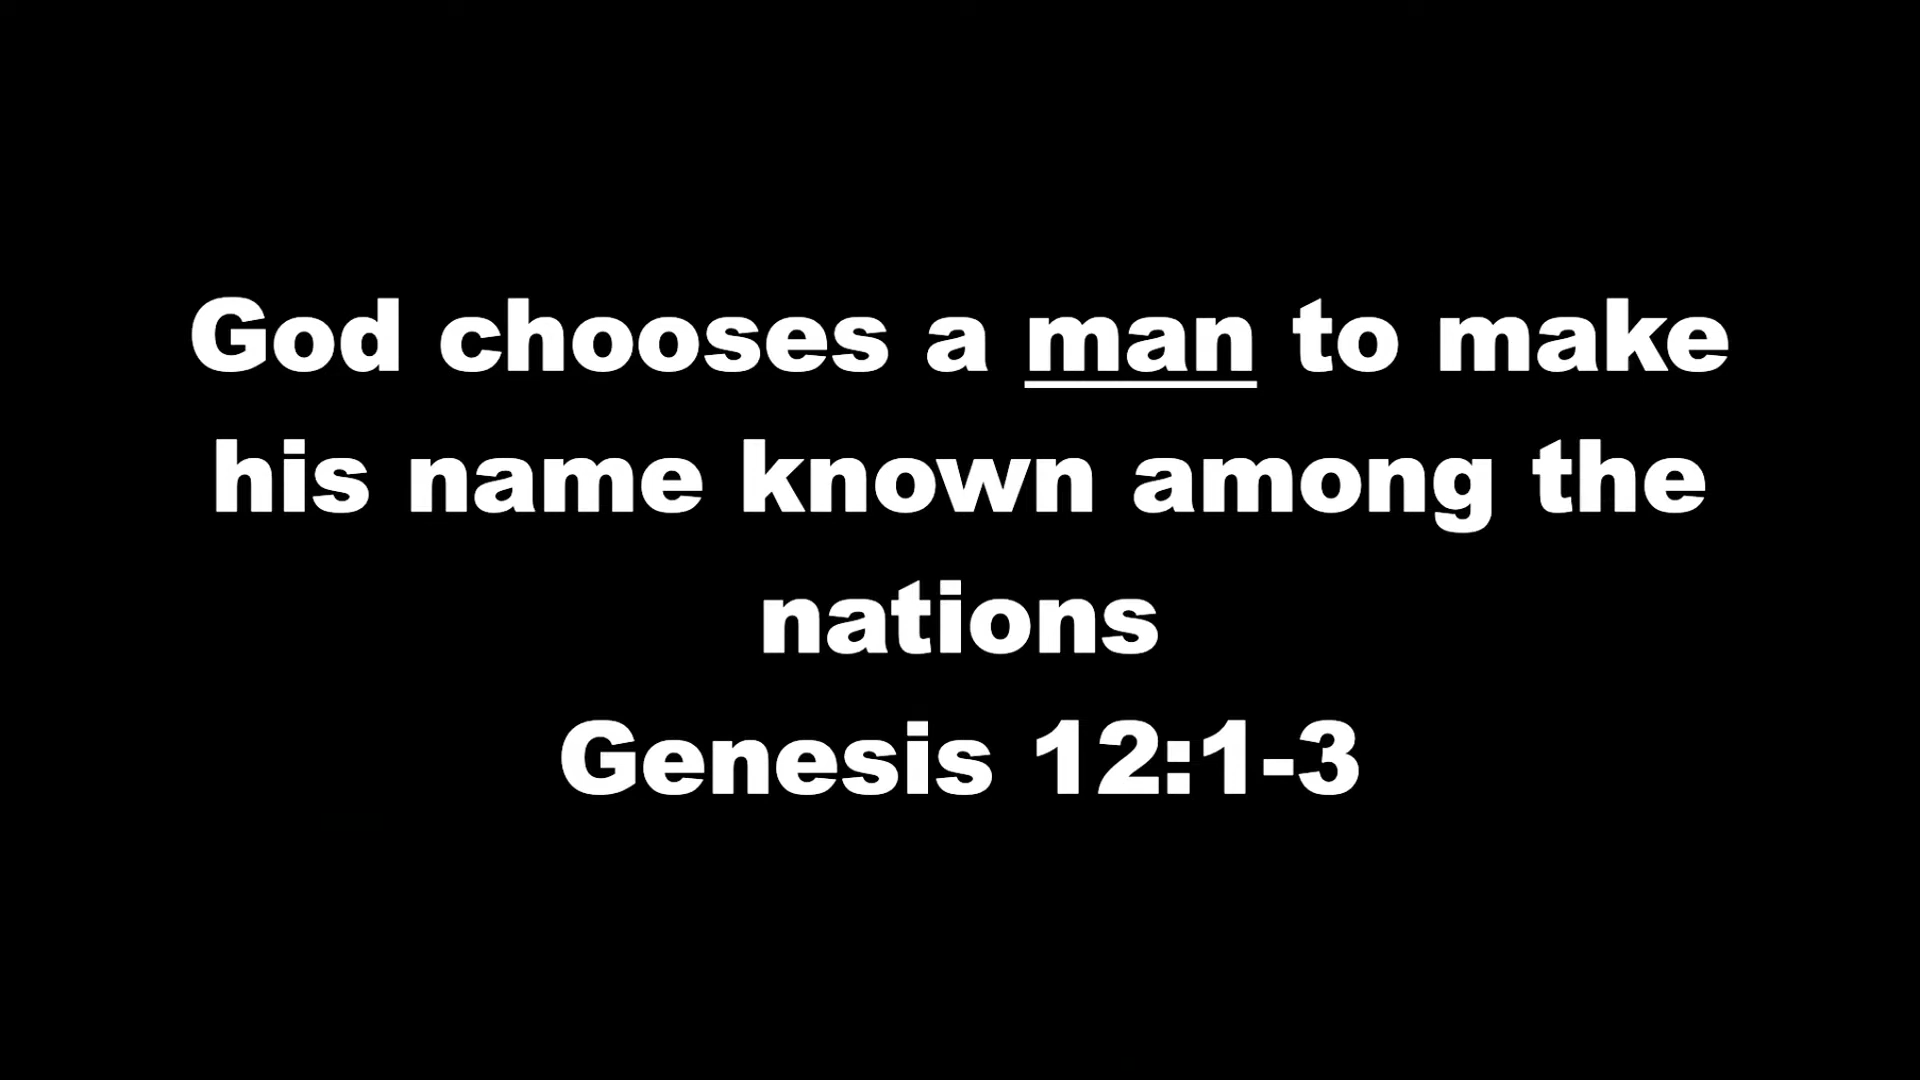 God chooses a man to make
his name known among the
nations
Genesis 12:1-3